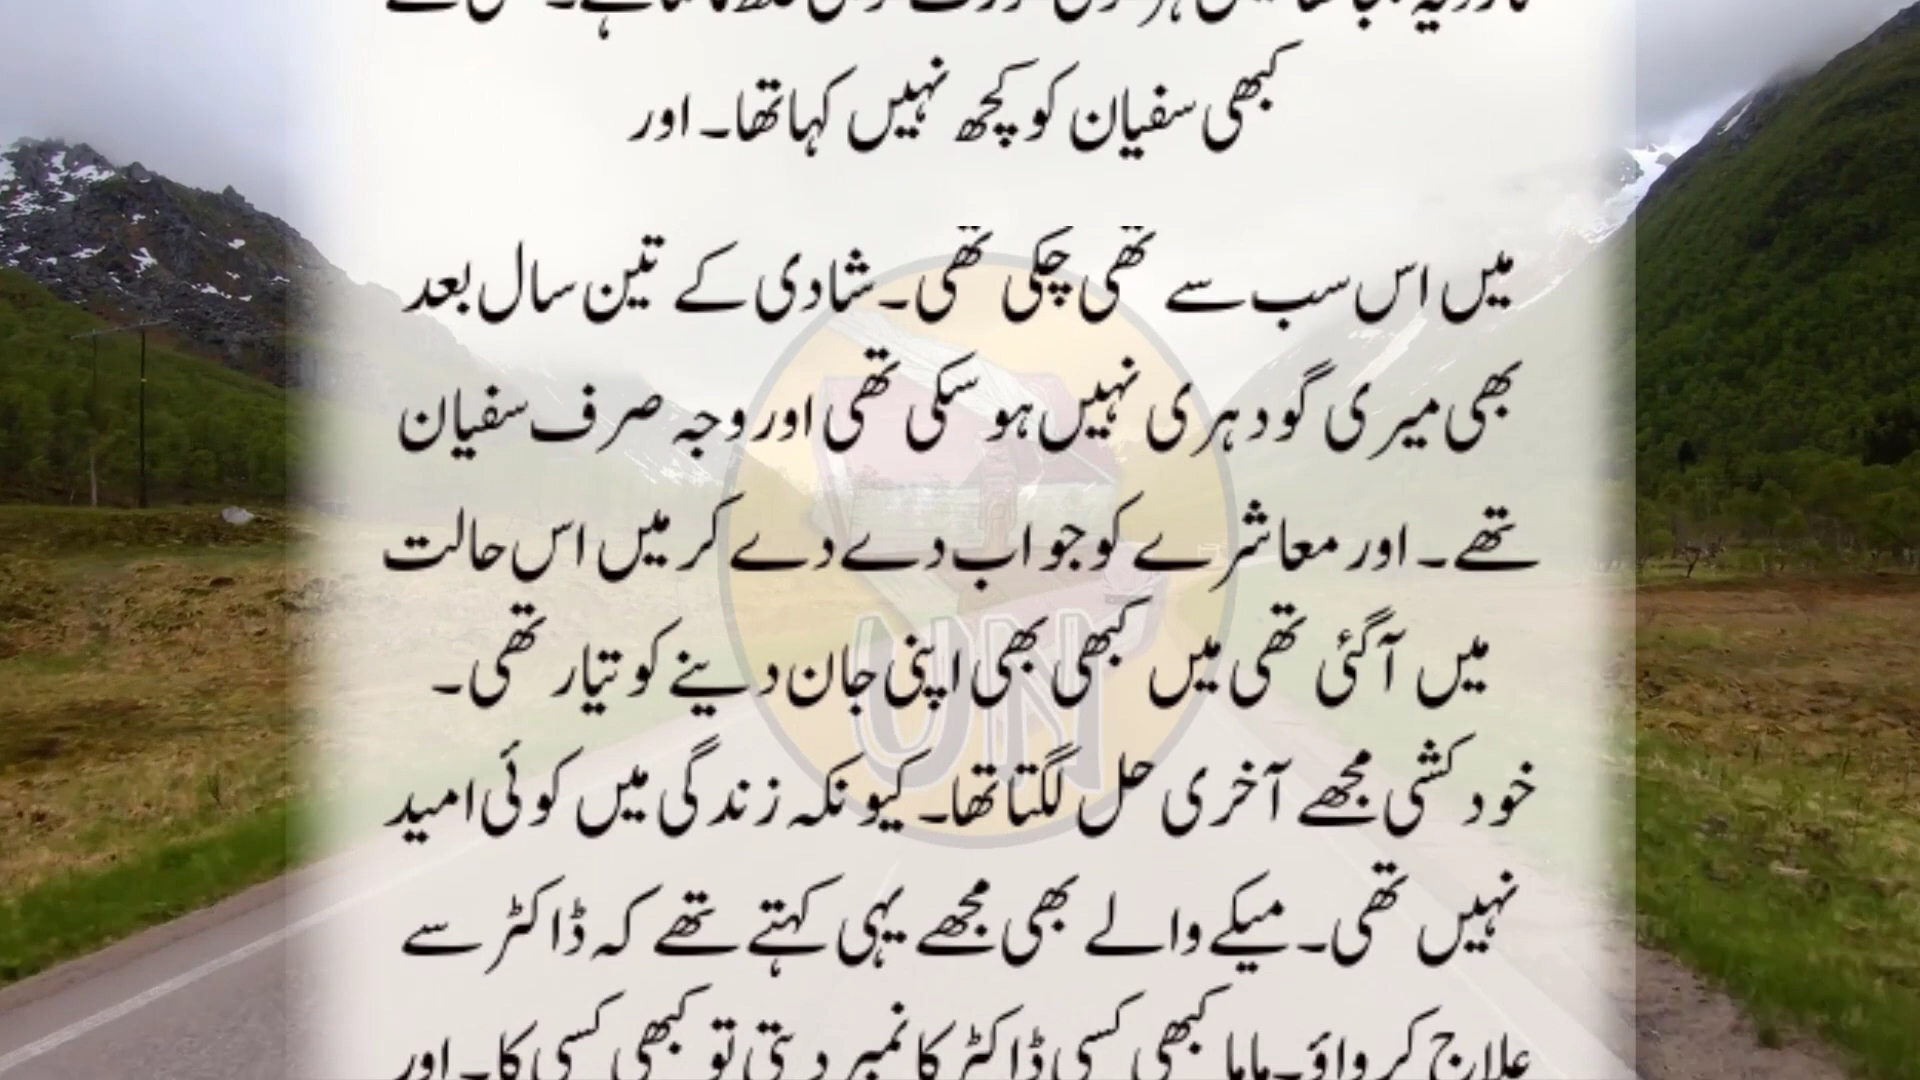 کبھی سفیان کو کچھ نہیں کہا تھا۔ اور
میں اس سب سے تھی چکی تھی۔ شادی کے تین سال بعد
بھی میری گود ہری نہیں ہو سکی تھی اور وجہ صرف سفیان
تھے۔ اور معاشرے کو جواب دے دے کر میں اس حالت
میں آگئی تھی میں کبھی بھی اپنی جان دینے کو تیار تھی۔
خودکشی مجھے آخری حل لگتا تھا۔ کیونکہ زندگی میں کوئی امید
نہیں تھی۔ میکے والے بھی مجھے یہی کہتے تھے کہ ڈاکٹر سے
علاج کرواؤ۔ ماما کبھی کسی ڈاکٹر کا نمبر دیتی تو کبھی کسی کا۔ اور
UN